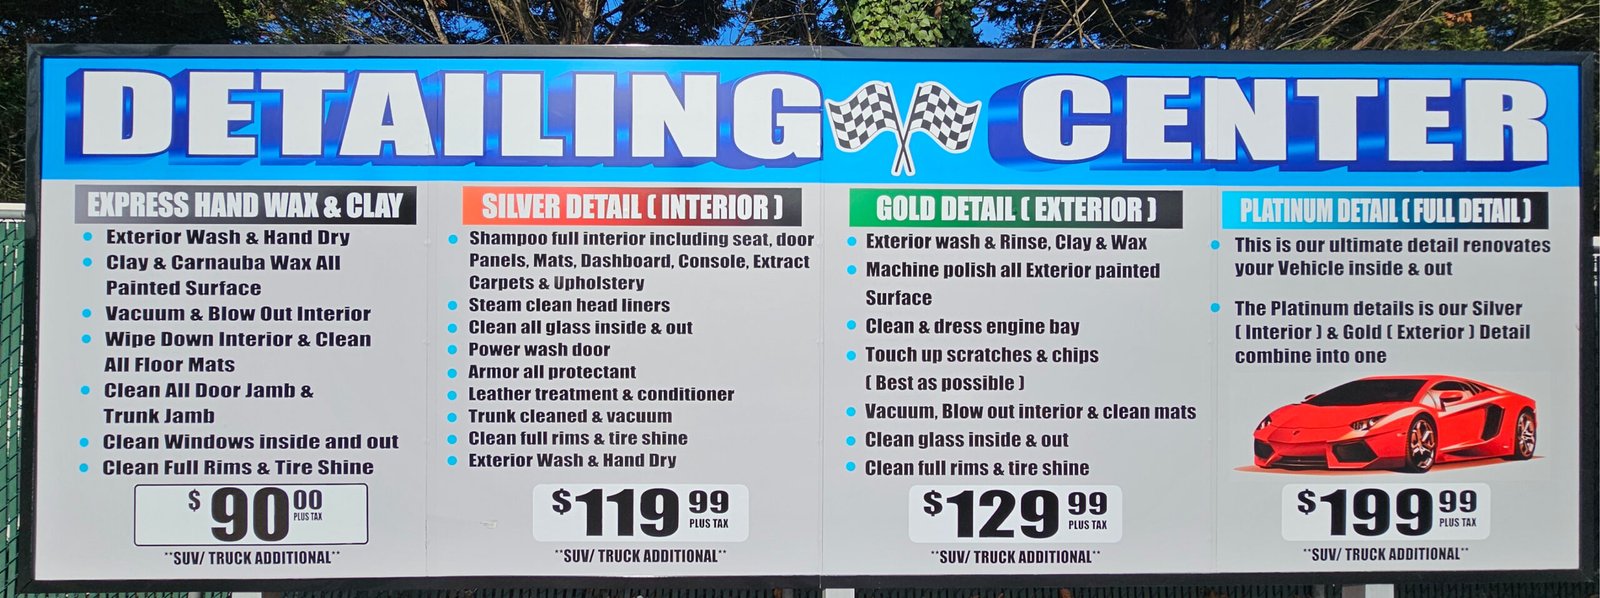 DETAILING CENTER
EXPRESS HAND WAX & CLAY
Exterior Wash & Hand Dry
Clay & Carnauba Wax All
Painted Surface
Vacuum & Blow Out Interior
Wipe Down Interior & Clean
All Floor Mats
Clean All Door Jamb &
Trunk Jamb
Clean Windows inside and out
Clean Full Rims & Tire Shine
$90.00
PLUS TAX
**SUV/ TRUCK ADDITIONAL**
SILVER DETAIL ( INTERIOR )
Shampoo full interior including seat, door
Panels, Mats, Dashboard, Console, Extract
Carpets & Upholstery
Steam clean head liners
Clean all glass inside & out
Power wash door
Armor all protectant
Leather treatment & conditioner
Trunk cleaned & vacuum
Clean full rims & tire shine
Exterior Wash & Hand Dry
$119 99
PLUS TAX
**SUV/ TRUCK ADDITIONAL**
GOLD DETAIL ( EXTERIOR )
Exterior wash & Rinse, Clay & Wax
Machine polish all Exterior painted
Surface
Clean & dress engine bay
Touch up scratches & chips
( Best as possible )
Vacuum, Blow out interior & clean mats
Clean glass inside & out
Clean full rims & tire shine
$129 99
PLUS TAX
**SUV/ TRUCK ADDITIONAL**
PLATINUM DETAIL ( FULL DETAIL )
This is our ultimate detail renovates
your Vehicle inside & out
The Platinum details is our Silver
( Interior ) & Gold ( Exterior ) Detail
combine into one
$199 99
PLUS TAX
**SUV/ TRUCK ADDITIONAL**